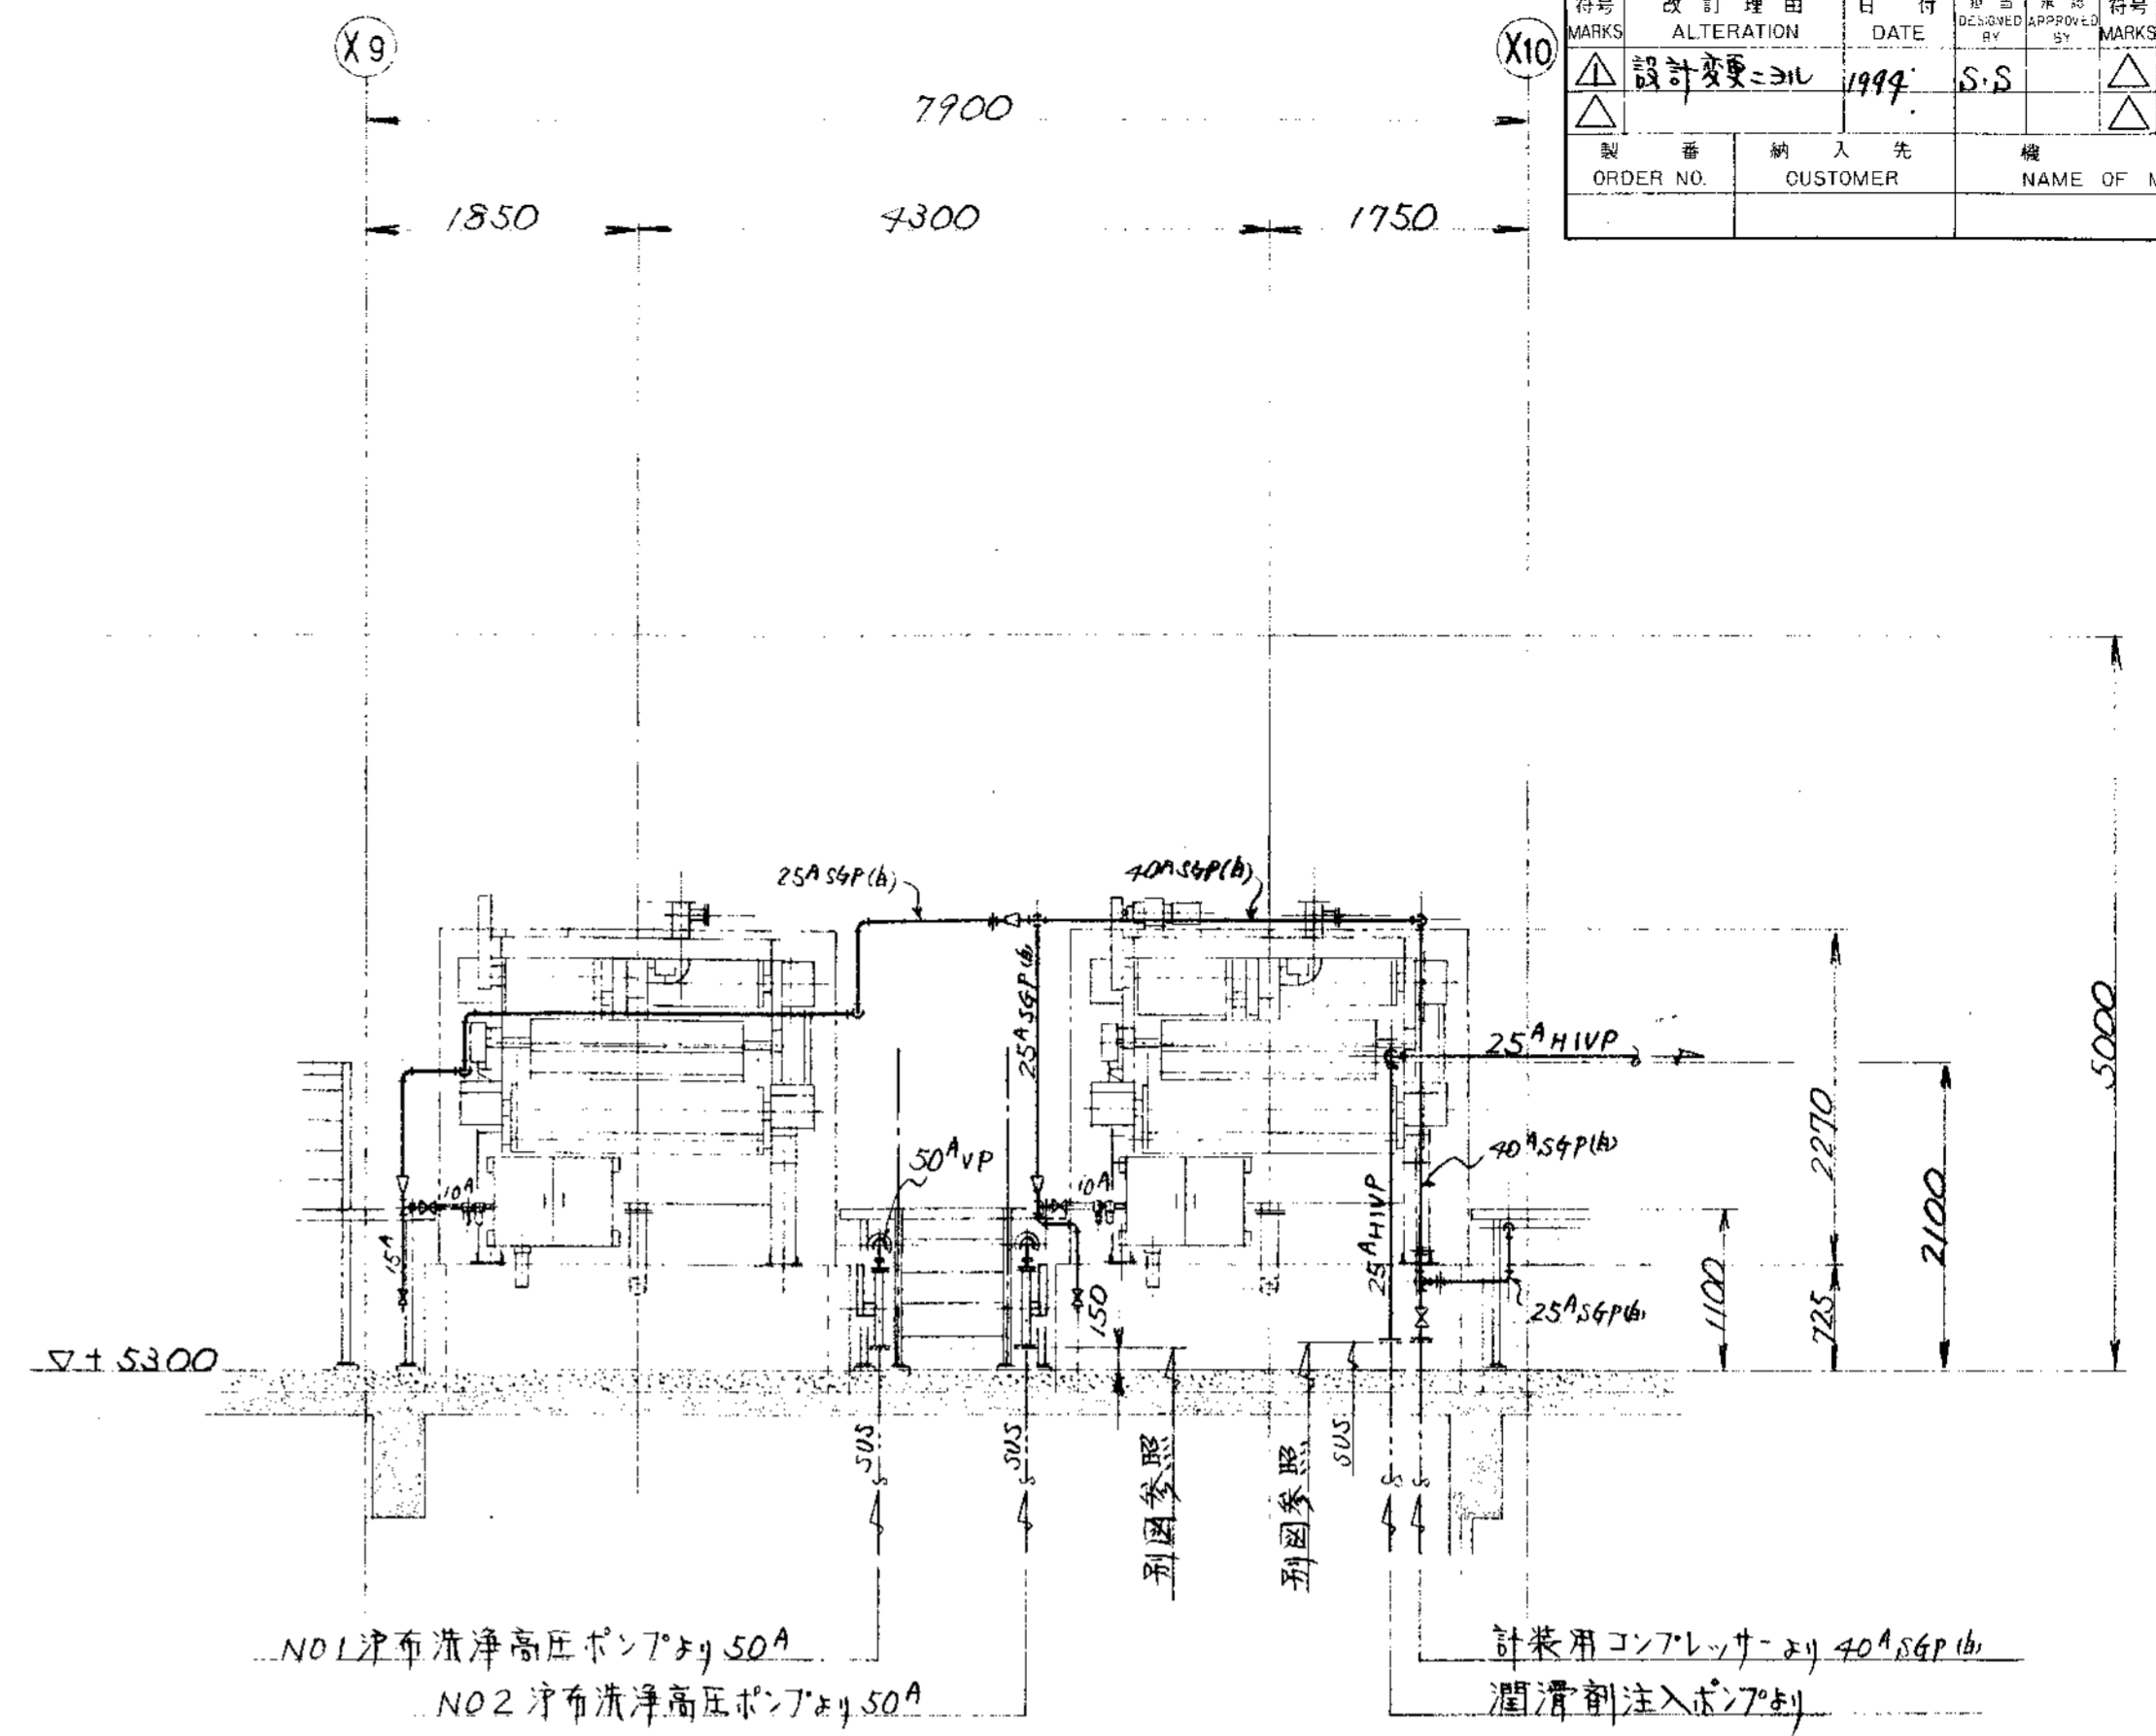 X9
X10
7900
1850
4300
1750
符号 改訂理由 日付 担当 承認 符号
MARKS ALTERATION DATE DESIGNED BY APPROVED BY MARKS
1 設計変更ニヨル 1994. S.S
製番 納入先 機
ORDER NO. CUSTOMER NAME OF
25A SGP(白)
40A SGP(白)
25A SGP(白)
25A HIVP
50A VP
10A
10A
40A SGP(白)
15A
25A HIVP
25A SGP(白)
150
1100
725
2270
2100
5000
▽+5300
SUS
SUS
別図参照
別図参照
SUS
NO1 沪布洗浄高圧ポンプより 50A
NO2 沪布洗浄高圧ポンプより 50A
計装用コンプレッサーより 40A SGP(白)
潤滑剤注入ポンプより